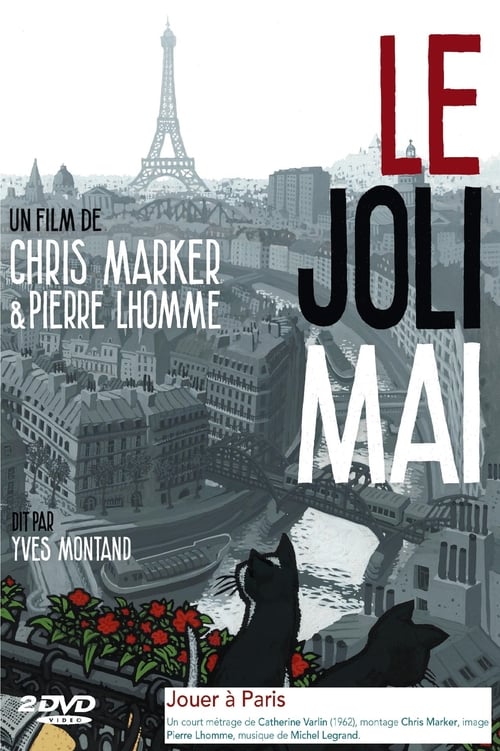 LE
JOLI
MAI
UN FILM DE
CHRIS MARKER
& PIERRE LHOMME
DIT PAR
YVES MONTAND
2 DVD
VIDEO
Jouer à Paris
Un court métrage de Catherine Varlin (1962), montage Chris Marker, image
Pierre Lhomme, musique de Michel Legrand.